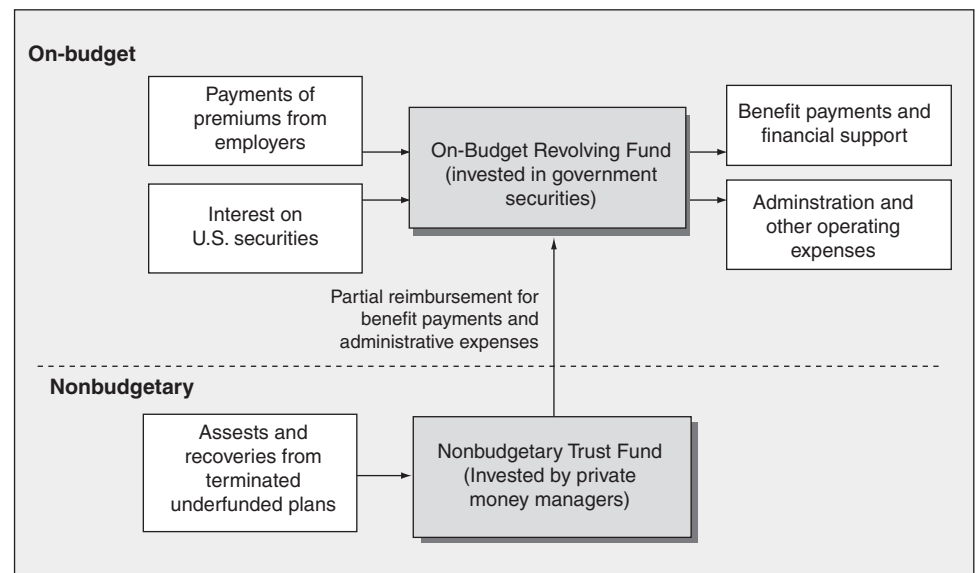 On-budget
Payments of
premiums from
employers
Interest on
U.S. securities
On-Budget Revolving Fund
(invested in government
securities)
Benefit payments and
financial support
Adminstration and
other operating
expenses
Partial reimbursement for
benefit payments and
administrative expenses
Nonbudgetary
Assests and
recoveries from
terminated
underfunded plans
Nonbudgetary Trust Fund
(Invested by private
money managers)